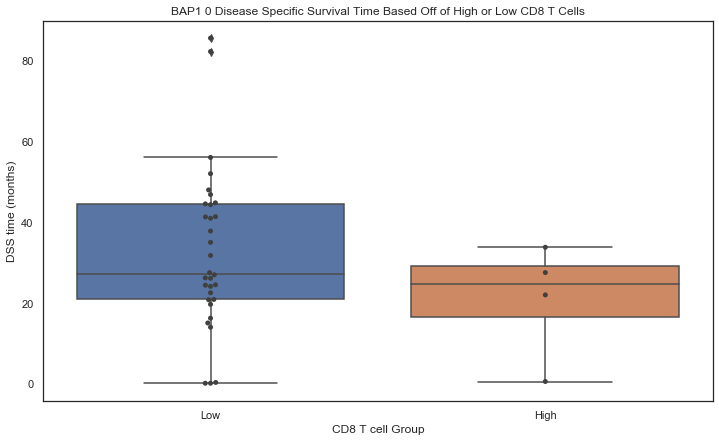 BAP1 0 Disease Specific Survival Time Based Off of High or Low CD8 T Cells
DSS time (months)
80
60
40
20
0
Low
High
CD8 T cell Group